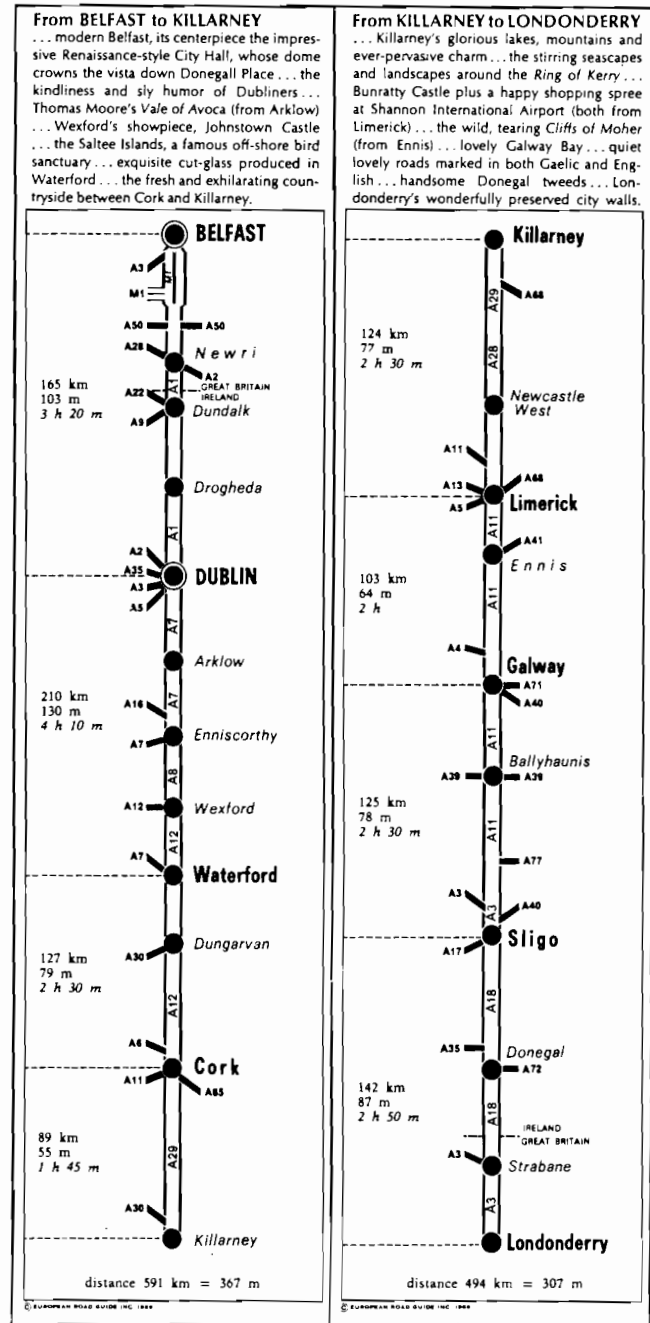 From BELFAST to KILLARNEY
... modern Belfast, its centerpiece the impres-
sive Renaissance-style City Hall, whose dome
crowns the vista down Donegall Place ... the
kindliness and sly humor of Dubliners ...
Thomas Moore's Vale of Avoca (from Arklow)
... Wexford's showpiece, Johnstown Castle
... the Saltee Islands, a famous off-shore bird
sanctuary ... exquisite cut-glass produced in
Waterford ... the fresh and exhilarating coun-
tryside between Cork and Killarney.
BELFAST
A3
M1
A50 A50
A28
Newri
A2
A1
GREAT BRITAIN
IRELAND
165 km
103 m
3 h 20 m
A22
Dundalk
A9
Drogheda
A1
A2
A35
DUBLIN
A3
A5
A7
Arklow
210 km
130 m
4 h 10 m
A16
A7
Enniscorthy
A7
A8
A12
Wexford
A12
A7
Waterford
Dungarvan
127 km
79 m
2 h 30 m
A30
A12
A6
Cork
A11
A65
89 km
55 m
1 h 45 m
A29
A30
Killarney
distance 591 km = 367 m
© EUROPEAN ROAD GUIDE INC
From KILLARNEY to LONDONDERRY
... Killarney's glorious lakes, mountains and
ever-pervasive charm ... the stirring seascapes
and landscapes around the Ring of Kerry ...
Bunratty Castle plus a happy shopping spree
at Shannon International Airport (both from
Limerick) ... the wild, tearing Cliffs of Moher
(from Ennis) ... lovely Galway Bay ... quiet
lovely roads marked in both Gaelic and Eng-
lish ... handsome Donegal tweeds ... Lon-
donderry's wonderfully preserved city walls.
Killarney
A29
A68
124 km
77 m
2 h 30 m
A28
Newcastle
West
A11
A13
A68
A5
Limerick
A11
A41
Ennis
103 km
64 m
2 h
A11
A4
Galway
A71
A40
A11
Ballyhaunis
A39 A39
125 km
78 m
2 h 30 m
A11
A77
A3
A3
A40
Sligo
A17
A18
A35
Donegal
A72
142 km
87 m
2 h 50 m
A18
IRELAND
GREAT BRITAIN
A3
Strabane
A3
Londonderry
distance 494 km = 307 m
© EUROPEAN ROAD GUIDE INC